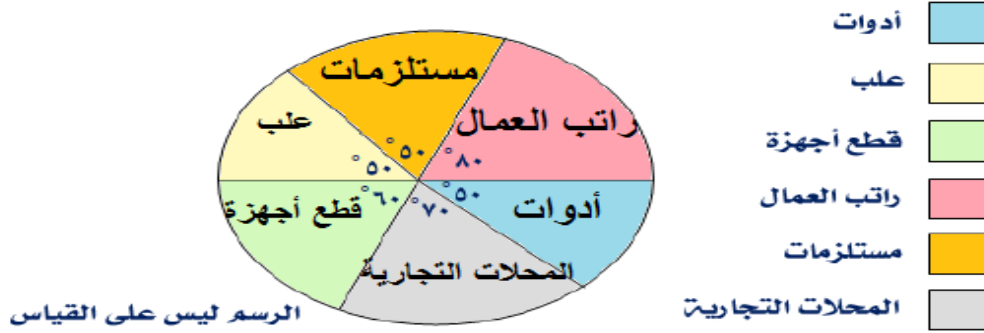 مستلزمات
راتب العمال
علب
°٥٠
°٨٠
°٥٠
°٦٠
°٥٠
°٧٠
قطع أجهزة
أدوات
المحلات التجارية
الرسم ليس على القياس
أدوات
علب
قطع أجهزة
راتب العمال
مستلزمات
المحلات التجارية